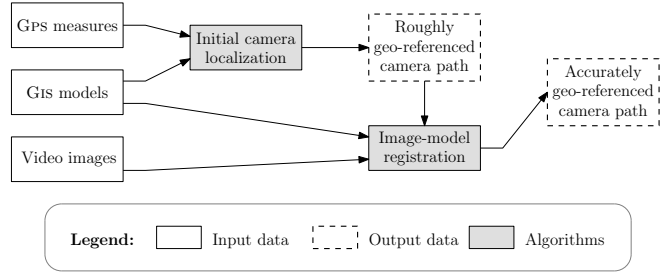 GPS measures
GIS models
Video images
Initial camera
localization
Roughly
geo-referenced
camera path
Image-model
registration
Accurately
geo-referenced
camera path
Legend: Input data Output data Algorithms